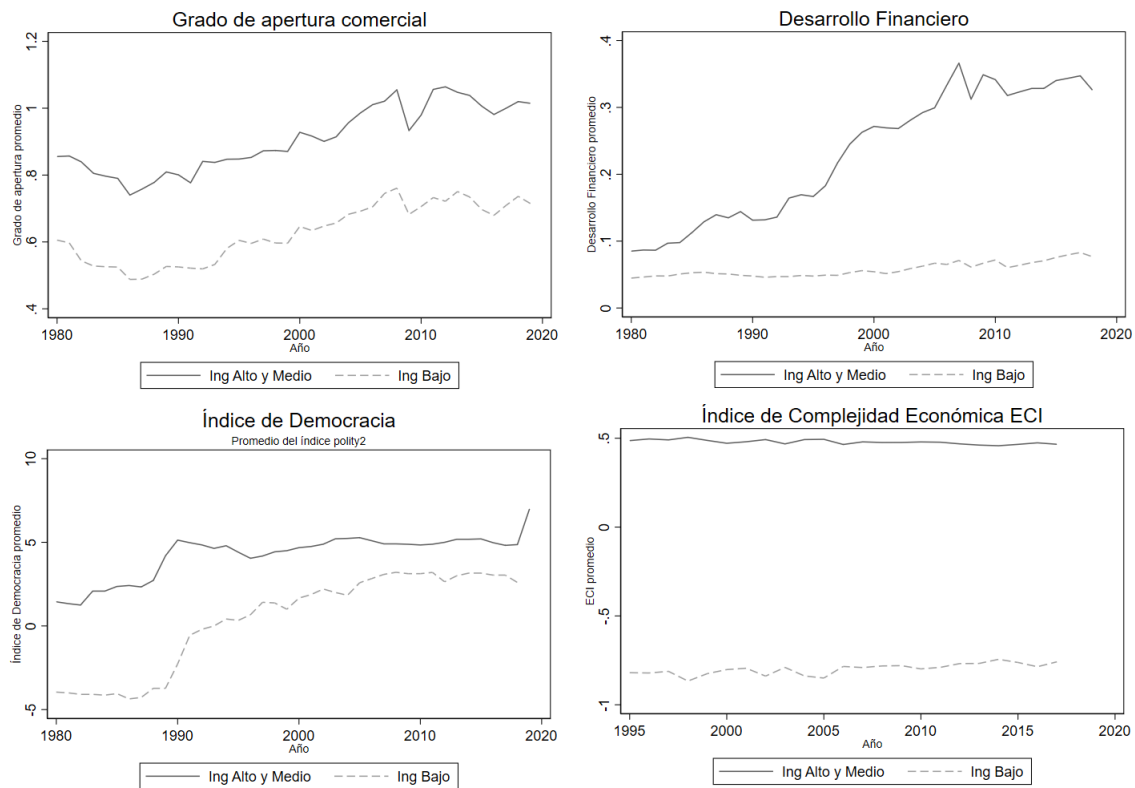 Grado de apertura comercial
Grado de apertura promedio
1.2
1
.8
.6
.4
1980 1990 2000 2010 2020
Año
Ing Alto y Medio Ing Bajo
Desarrollo Financiero
Desarrollo Financiero promedio
.4
.3
.2
.1
0
1980 1990 2000 2010 2020
Año
Ing Alto y Medio Ing Bajo
Índice de Democracia
Promedio del índice polity2
Índice de Democracia promedio
10
5
0
-5
1980 1990 2000 2010 2020
Año
Ing Alto y Medio Ing Bajo
Índice de Complejidad Económica ECI
ECI promedio
.5
0
-.5
-1
1995 2000 2005 2010 2015 2020
Año
Ing Alto y Medio Ing Bajo